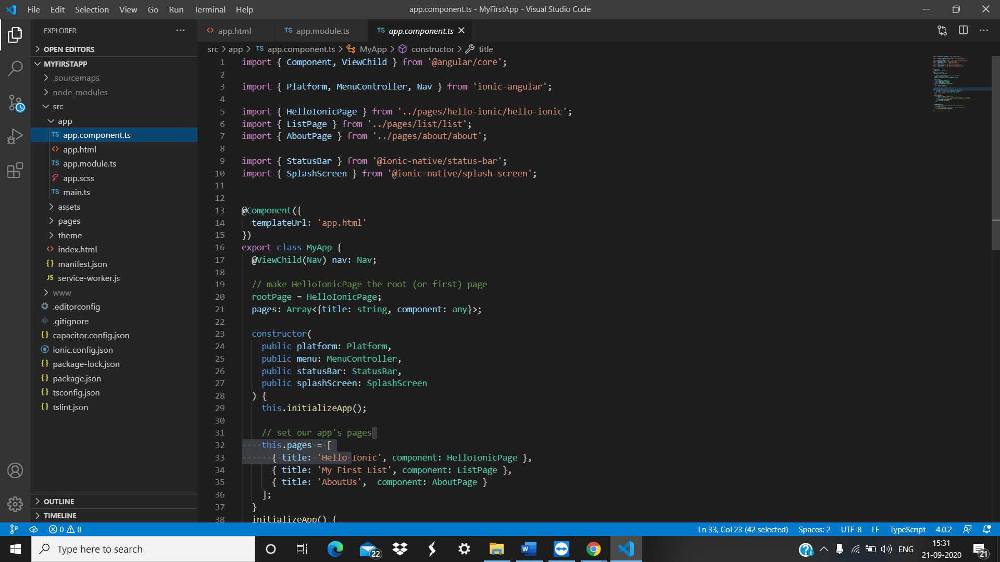 File Edit Selection View Go Run Terminal Help
app.component.ts - MyFirstApp - Visual Studio Code
EXPLORER
OPEN EDITORS
MYFIRSTAPP
.sourcemaps
node_modules
src
app
TS app.component.ts
<> app.html
TS app.module.ts
app.scss
TS main.ts
assets
pages
theme
<> index.html
{} manifest.json
JS service-worker.js
www
.editorconfig
.gitignore
{} capacitor.config.json
ionic.config.json
{} package-lock.json
{} package.json
{} tsconfig.json
{} tslint.json
OUTLINE
TIMELINE
<> app.html TS app.module.ts TS app.component.ts
src > app > TS app.component.ts > MyApp > constructor > title
1 import { Component, ViewChild } from '@angular/core';
2
3 import { Platform, MenuController, Nav } from 'ionic-angular';
4
5 import { HelloIonicPage } from '../pages/hello-ionic/hello-ionic';
6 import { ListPage } from '../pages/list/list';
7 import { AboutPage } from '../pages/about/about';
8
9 import { StatusBar } from '@ionic-native/status-bar';
10 import { SplashScreen } from '@ionic-native/splash-screen';
11
12
13 @Component({
14 templateUrl: 'app.html'
15 })
16 export class MyApp {
17 @ViewChild(Nav) nav: Nav;
18
19 // make HelloIonicPage the root (or first) page
20 rootPage = HelloIonicPage;
21 pages: Array<{title: string, component: any}>;
22
23 constructor(
24 public platform: Platform,
25 public menu: MenuController,
26 public statusBar: StatusBar,
27 public splashScreen: SplashScreen
28 ) {
29 this.initializeApp();
30
31 // set our app's pages
32 this.pages = [
33 { title: 'Hello Ionic', component: HelloIonicPage },
34 { title: 'My First List', component: ListPage },
35 { title: 'AboutUs', component: AboutPage }
36 ];
37 }
38 initializeApp() {
0 0
Ln 33, Col 23 (42 selected) Spaces: 2 UTF-8 LF TypeScript 4.0.2
Type here to search
22
W
ENG
15:31
21-09-2020
21